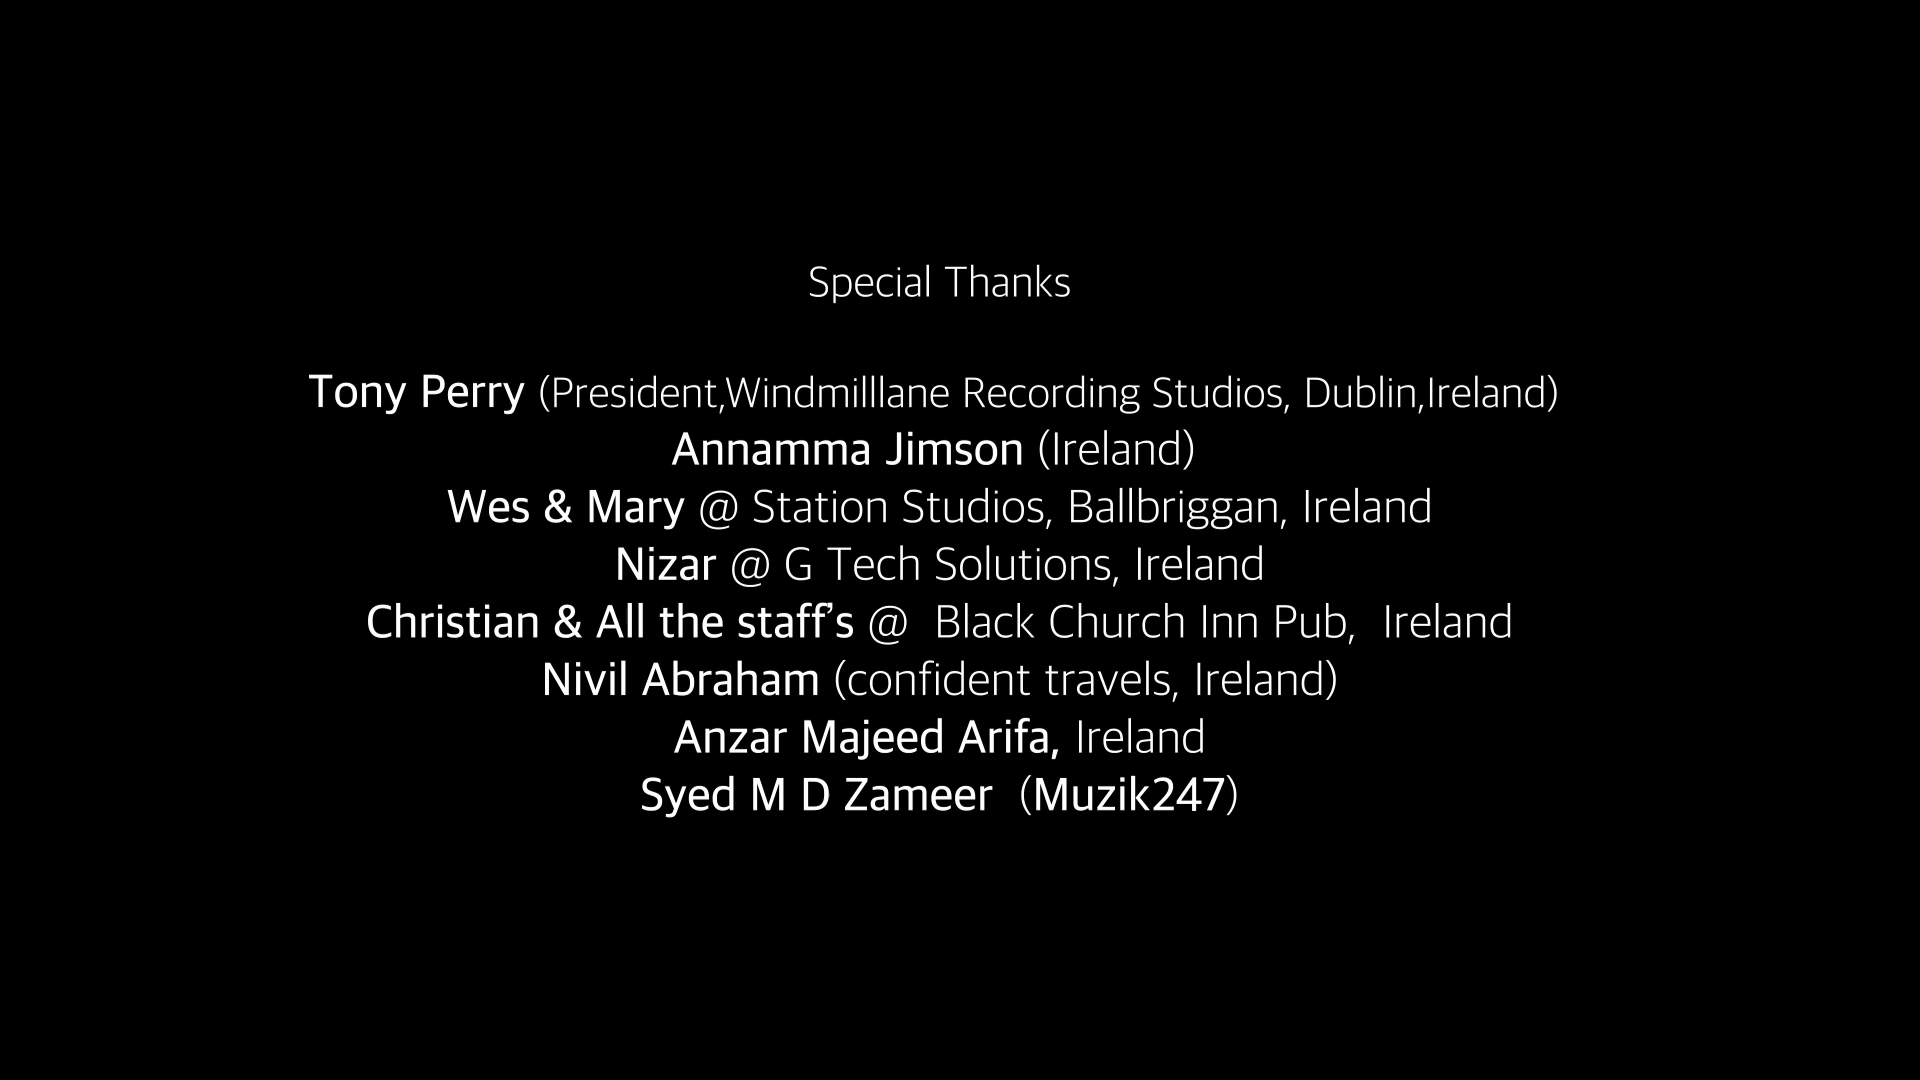 Special Thanks
Tony Perry (President,Windmilllane Recording Studios, Dublin,Ireland)
Annamma Jimson (Ireland)
Wes & Mary @ Station Studios, Ballbriggan, Ireland
Nizar @ G Tech Solutions, Ireland
Christian & All the staff’s @  Black Church Inn Pub,  Ireland
Nivil Abraham (confident travels, Ireland)
Anzar Majeed Arifa, Ireland
Syed M D Zameer  (Muzik247)